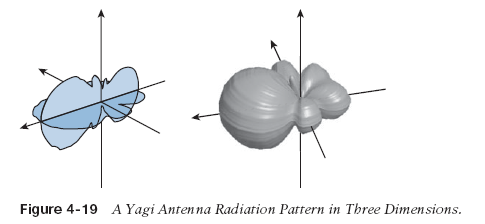 Figure 4-19 A Yagi Antenna Radiation Pattern in Three Dimensions.